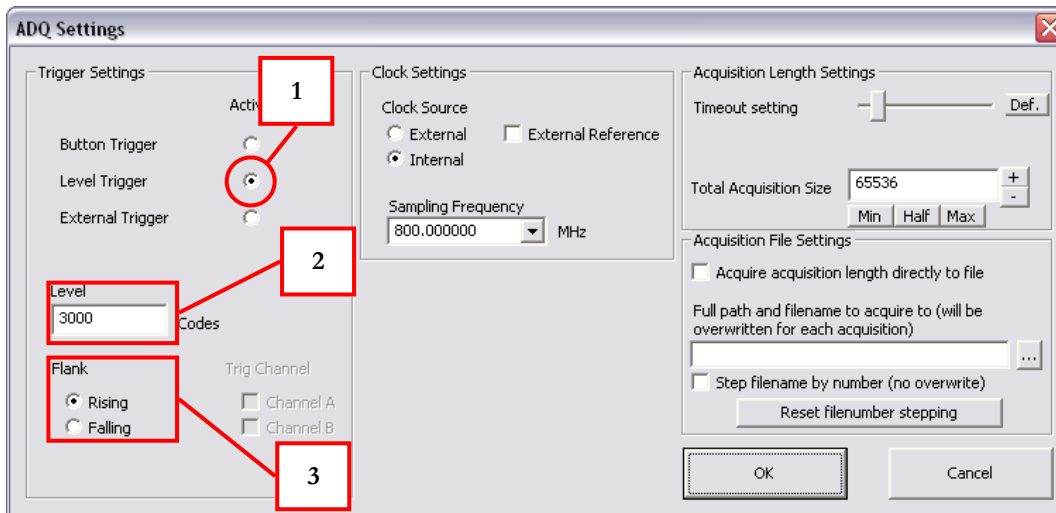 ADQ Settings
Trigger Settings
1
Button Trigger
Level Trigger
External Trigger
2
Level
3000
Codes
Flank
Trig Channel
Rising
Channel A
Falling
Channel B
3
Clock Settings
Clock Source
External
External Reference
Internal
Sampling Frequency
800.000000
MHz
Acquisition Length Settings
Timeout setting
Def.
Total Acquisition Size
65536
+
-
Min
Half
Max
Acquisition File Settings
Acquire acquisition length directly to file
Full path and filename to acquire to (will be
overwritten for each acquisition)
...
Step filename by number (no overwrite)
Reset filenumber stepping
OK
Cancel